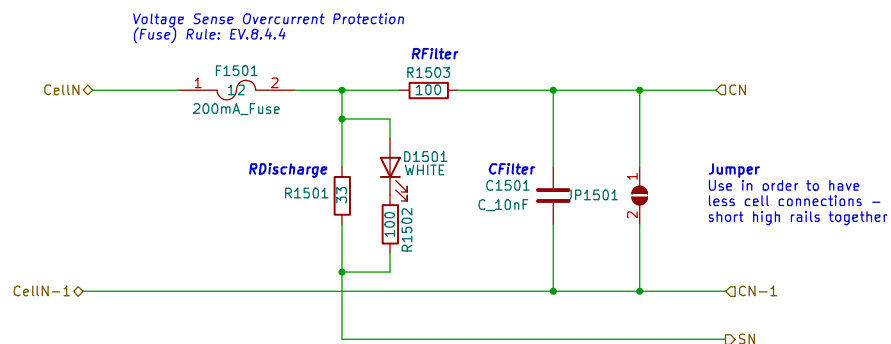 Voltage Sense Overcurrent Protection
(Fuse) Rule: EV.8.4.4
RFilter
F1501
R1503
CellN
1
12
2
100
CN
200mA_Fuse
RDischarge
D1501
WHITE
CFilter
Jumper
R1501
33
C1501
C_10nF
JP1501
1
2
Use in order to have
less cell connections -
short high rails together
100
R1502
CellN-1
CN-1
SN